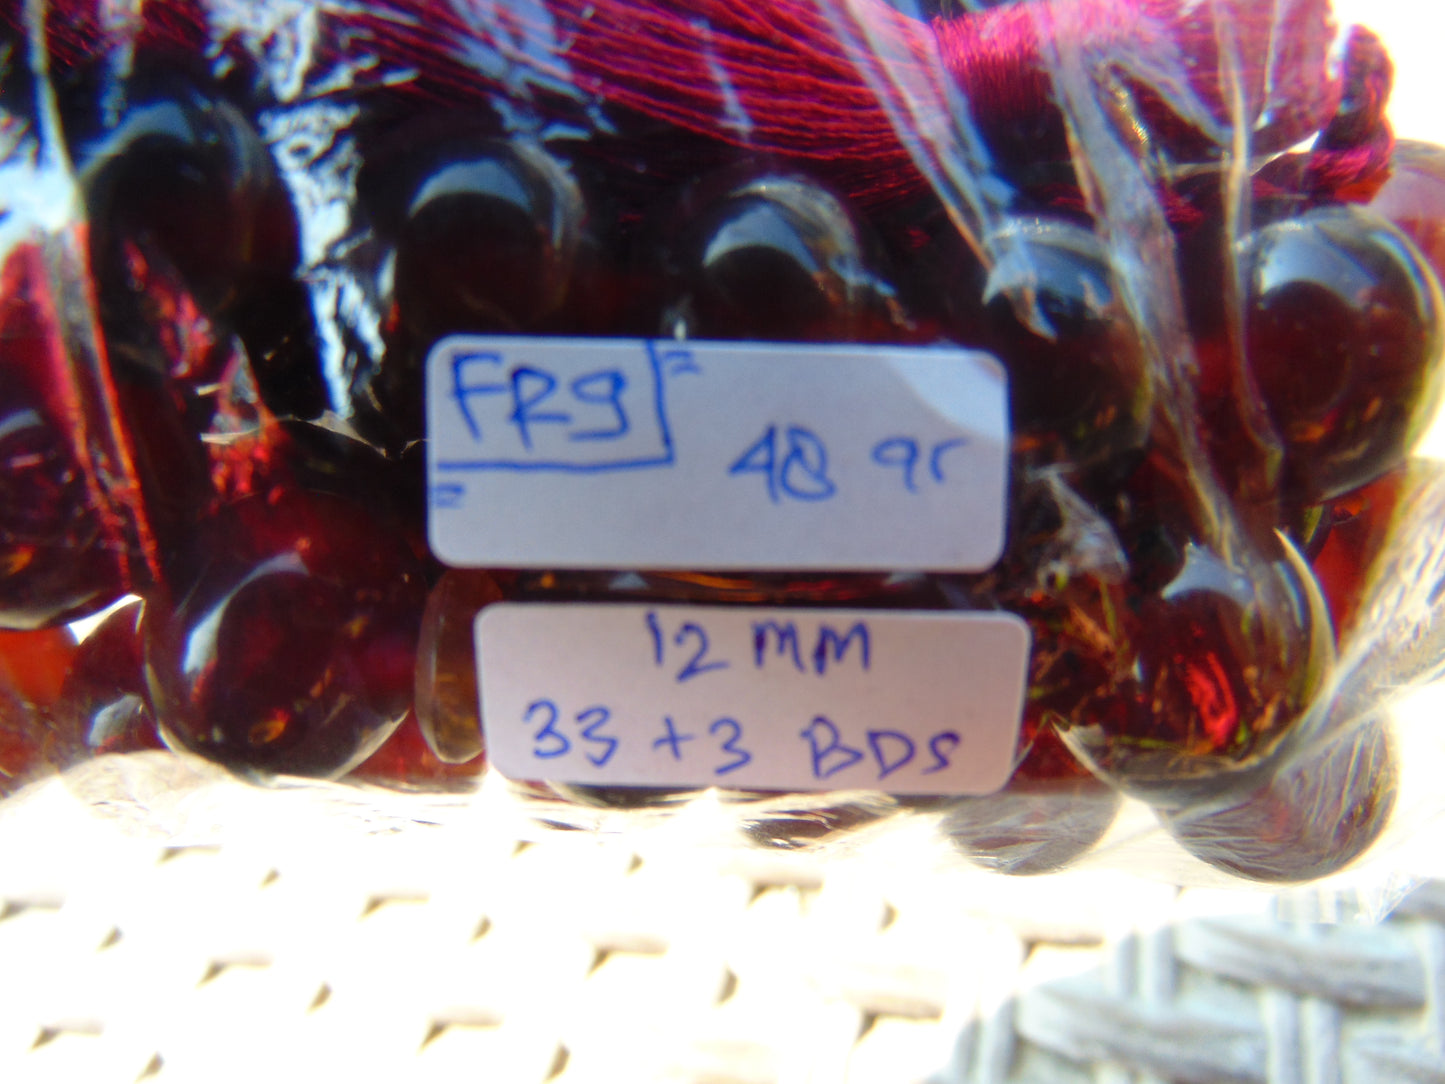 FR9
48 gr
12 MM
33 + 3 BDS